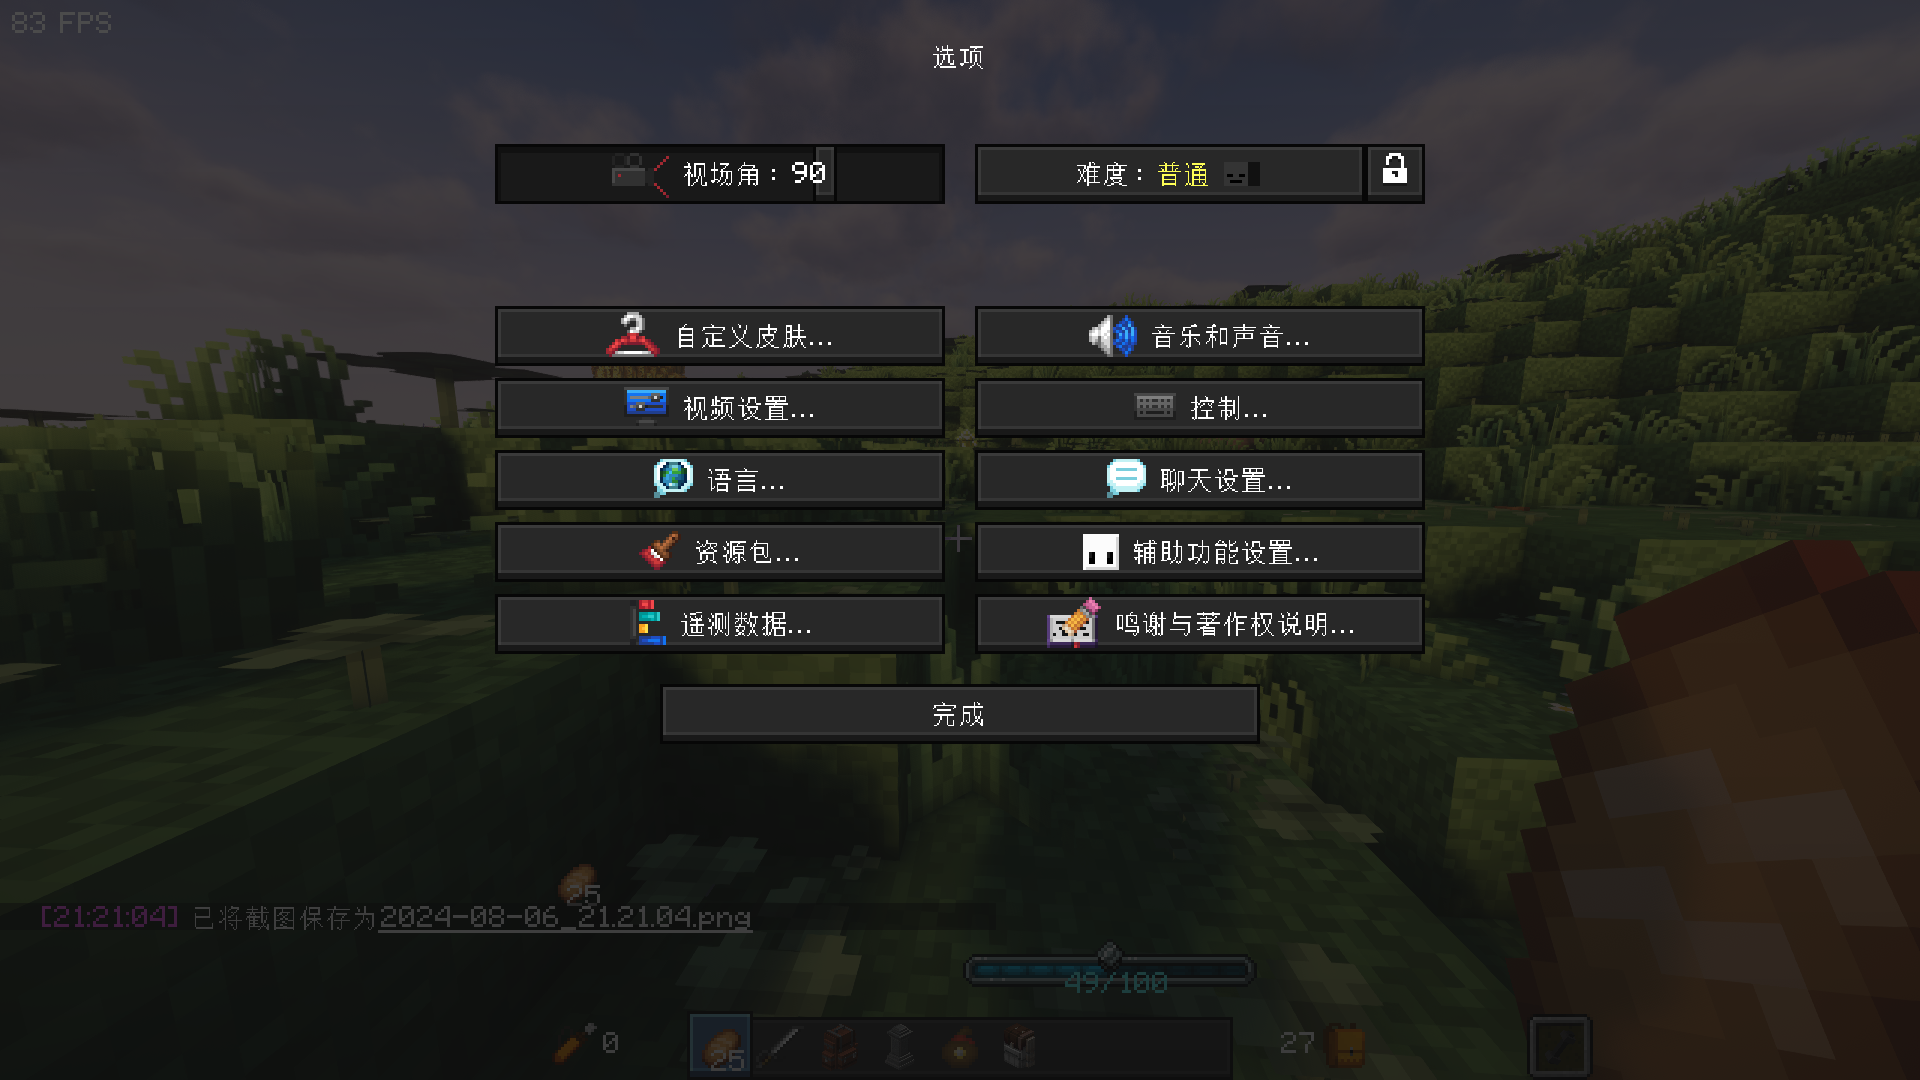 83 FPS
选项
视场角：90
难度：普通
自定义皮肤...
音乐和声音...
视频设置...
控制...
语言...
聊天设置...
资源包...
辅助功能设置...
遥测数据...
鸣谢与著作权说明...
完成
25
[21:21:04] 已将截图保存为2024-08-06_21.21.04.png
49/100
0
25
27